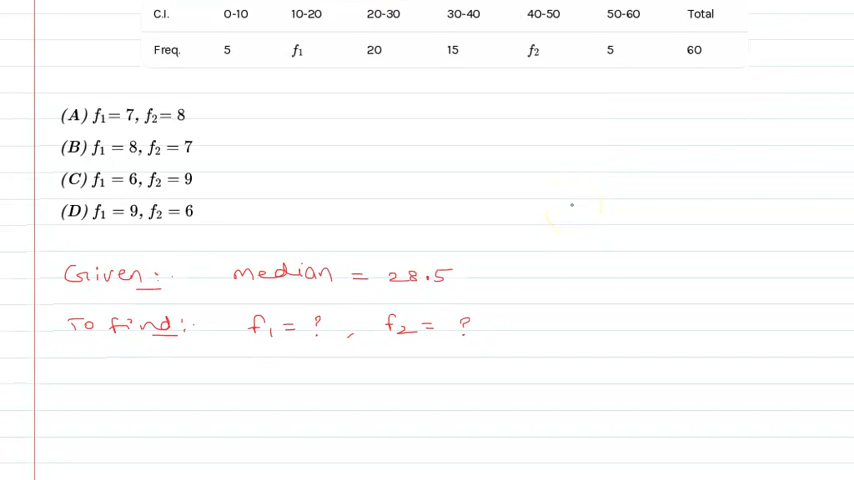 C.I. 0-10 10-20 20-30 30-40 40-50 50-60 Total
Freq. 5 f₁ 20 15 f₂ 5 60
(A) f₁ = 7, f₂ = 8
(B) f₁ = 8, f₂ = 7
(C) f₁ = 6, f₂ = 9
(D) f₁ = 9, f₂ = 6
Given:- median = 28.5
To find:- f₁ = ? , f₂ = ?